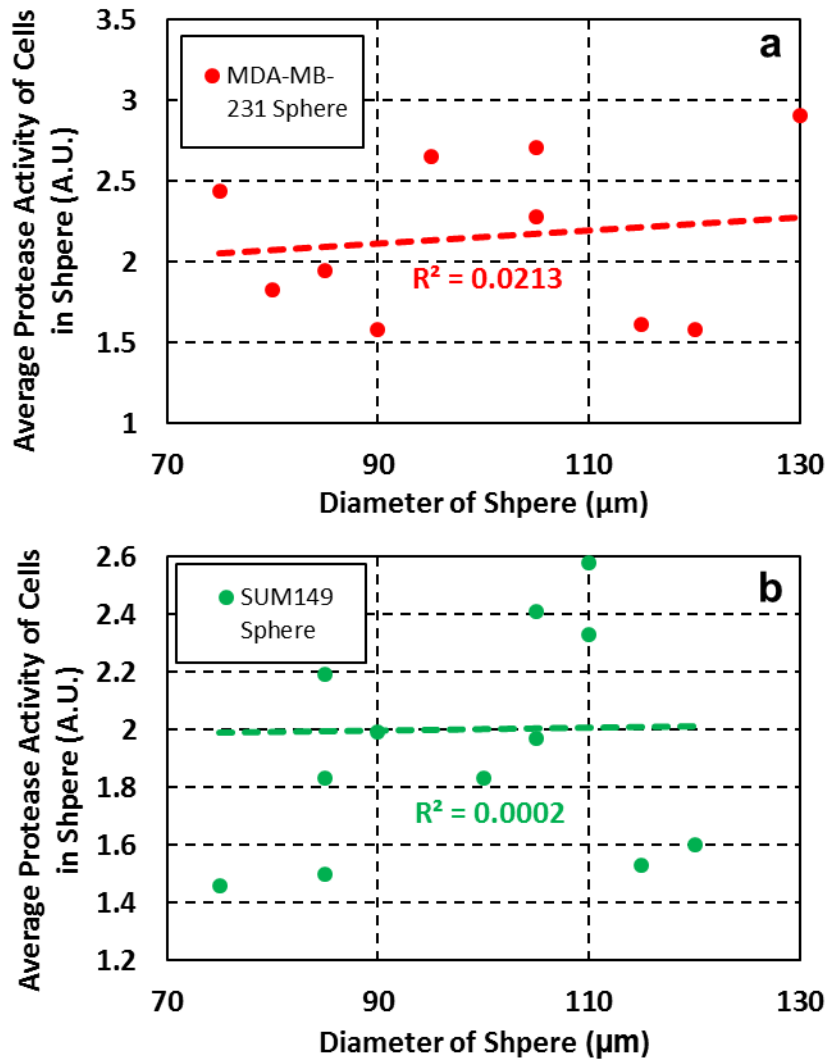 3.5
3
2.5
2
1.5
1
a
MDA-MB-
231 Sphere
R² = 0.0213
Average Protease Activity of Cells
in Shpere (A.U.)
70 90 110 130
Diameter of Shpere (µm)
2.6
2.4
2.2
2
1.8
1.6
1.4
1.2
b
SUM149
Sphere
R² = 0.0002
Average Protease Activity of Cells
in Shpere (A.U.)
70 90 110 130
Diameter of Shpere (µm)